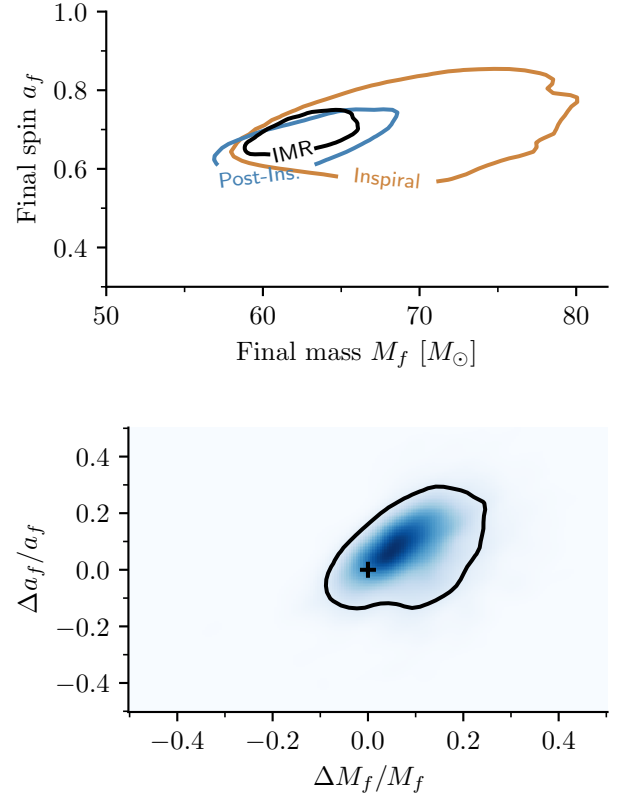 1.0
0.8
0.6
0.4
Final spin a_f
IMR
Post-Ins.
Inspiral
50 60 70 80
Final mass M_f [M_⊙]
0.4
0.2
0.0
−0.2
−0.4
Δa_f/a_f
−0.4 −0.2 0.0 0.2 0.4
ΔM_f/M_f